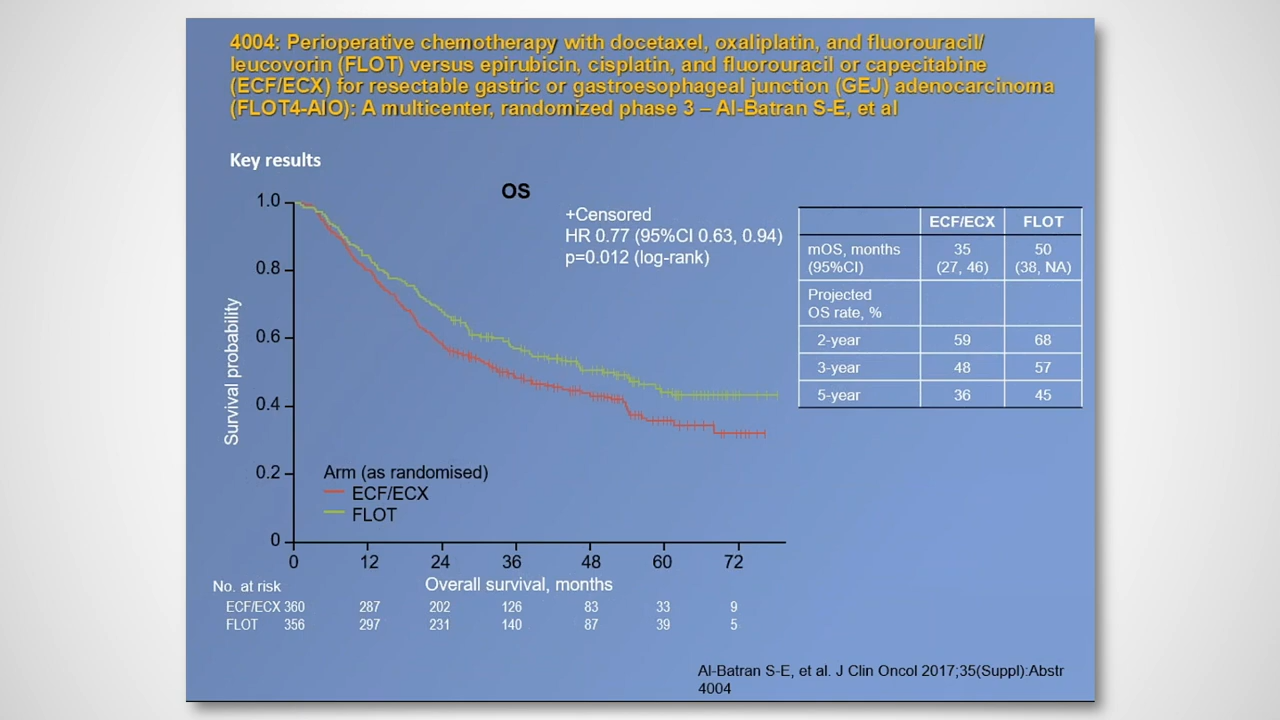 4004: Perioperative chemotherapy with docetaxel, oxaliplatin, and fluorouracil/
leucovorin (FLOT) versus epirubicin, cisplatin, and fluorouracil or capecitabine
(ECF/ECX) for resectable gastric or gastroesophageal junction (GEJ) adenocarcinoma
(FLOT4-AIO): A multicenter, randomized phase 3 – Al-Batran S-E, et al
Key results
OS
+Censored
HR 0.77 (95%CI 0.63, 0.94)
p=0.012 (log-rank)
1.0
0.8
0.6
0.4
0.2
0
Survival probability
Arm (as randomised)
ECF/ECX
FLOT
0 12 24 36 48 60 72
Overall survival, months
No. at risk
ECF/ECX 360 287 202 126 83 33 9
FLOT 356 297 231 140 87 39 5
ECF/ECX FLOT
mOS, months 35 50
(95%CI) (27, 46) (38, NA)
Projected
OS rate, %
2-year 59 68
3-year 48 57
5-year 36 45
Al-Batran S-E, et al. J Clin Oncol 2017;35(Suppl):Abstr
4004